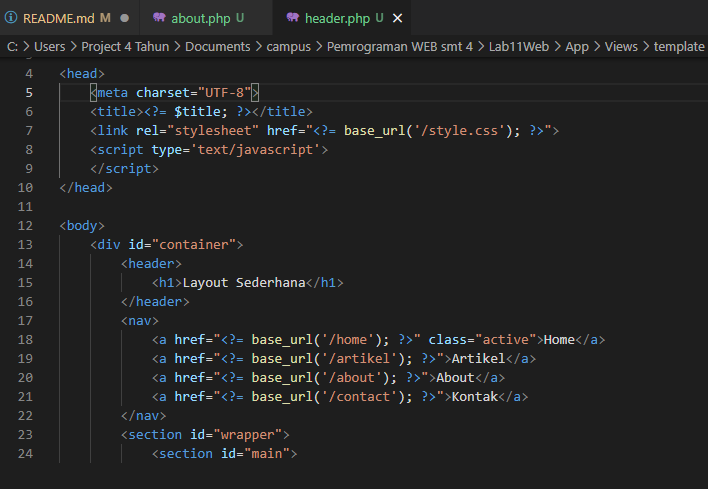 README.md M ● about.php U header.php U ×
C: > Users > Project 4 Tahun > Documents > campus > Pemrograman WEB smt 4 > Lab11Web > App > Views > template
4 <head>
5 <meta charset="UTF-8">
6 <title><?= $title; ?></title>
7 <link rel="stylesheet" href="<?= base_url('/style.css'); ?>">
8 <script type='text/javascript'>
9 </script>
10 </head>
11
12 <body>
13 <div id="container">
14 <header>
15 <h1>Layout Sederhana</h1>
16 </header>
17 <nav>
18 <a href="<?= base_url('/home'); ?>" class="active">Home</a>
19 <a href="<?= base_url('/artikel'); ?>">Artikel</a>
20 <a href="<?= base_url('/about'); ?>">About</a>
21 <a href="<?= base_url('/contact'); ?>">Kontak</a>
22 </nav>
23 <section id="wrapper">
24 <section id="main">